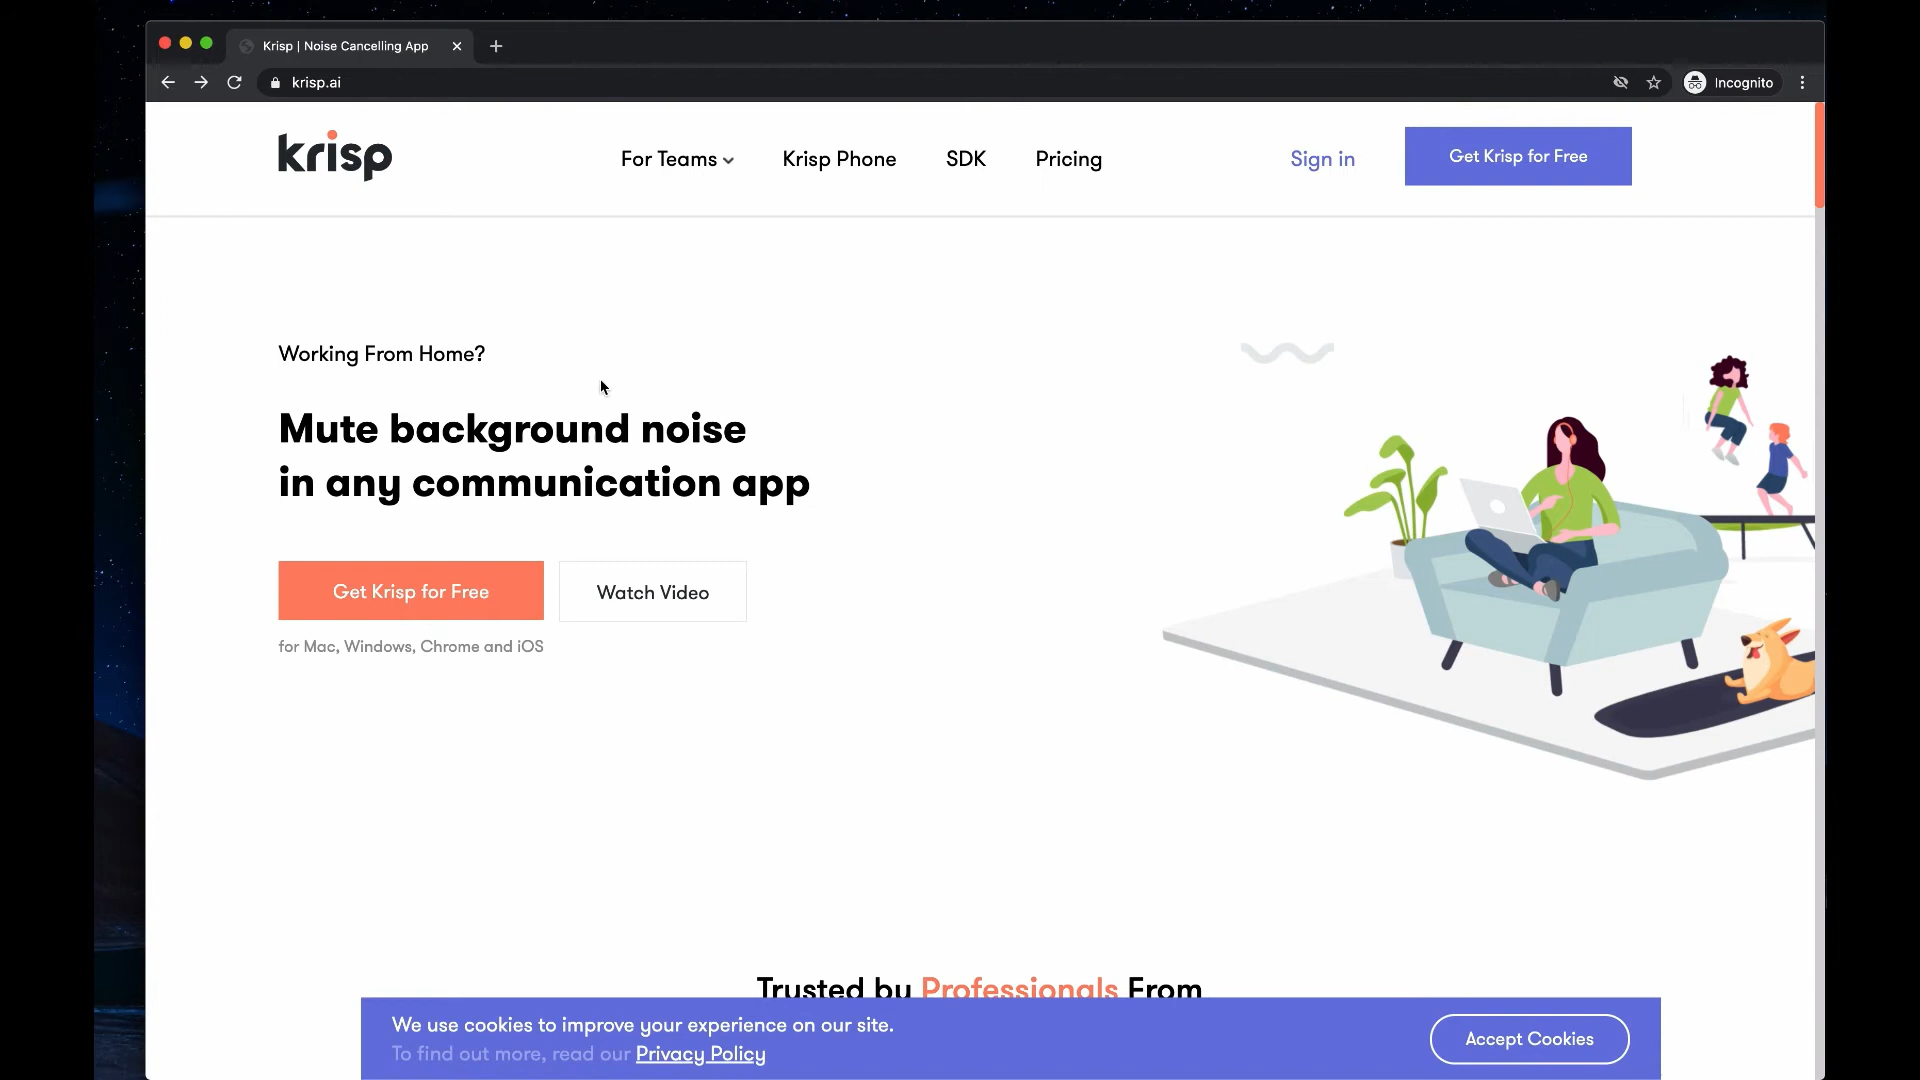 Krisp | Noise Cancelling App
krisp.ai
Incognito
krisp
For Teams
Krisp Phone
SDK
Pricing
Sign in
Get Krisp for Free
Working From Home?
Mute background noise
in any communication app
Get Krisp for Free
Watch Video
for Mac, Windows, Chrome and iOS
Trusted by Professionals From
We use cookies to improve your experience on our site.
To find out more, read our Privacy Policy
Accept Cookies